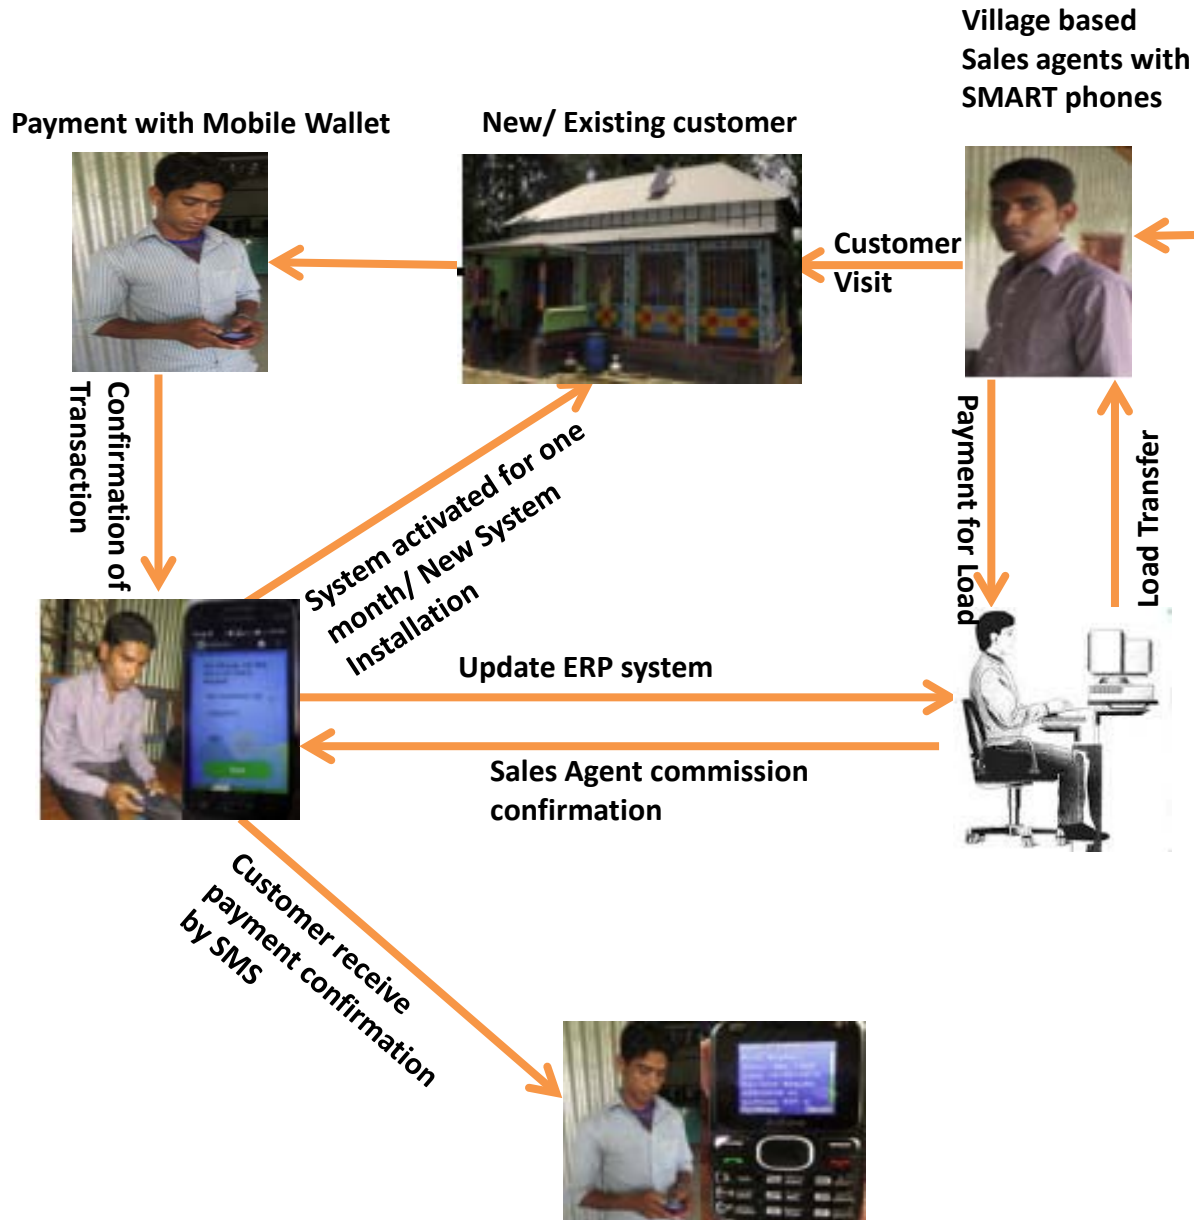 Village based
Sales agents with
SMART phones
Payment with Mobile Wallet
New/ Existing customer
Customer
Visit
Confirmation of
Transaction
Payment for Load
Load Transfer
System activated for one
month/ New System
Installation
Update ERP system
Sales Agent commission
confirmation
Customer receive
payment confirmation
by SMS